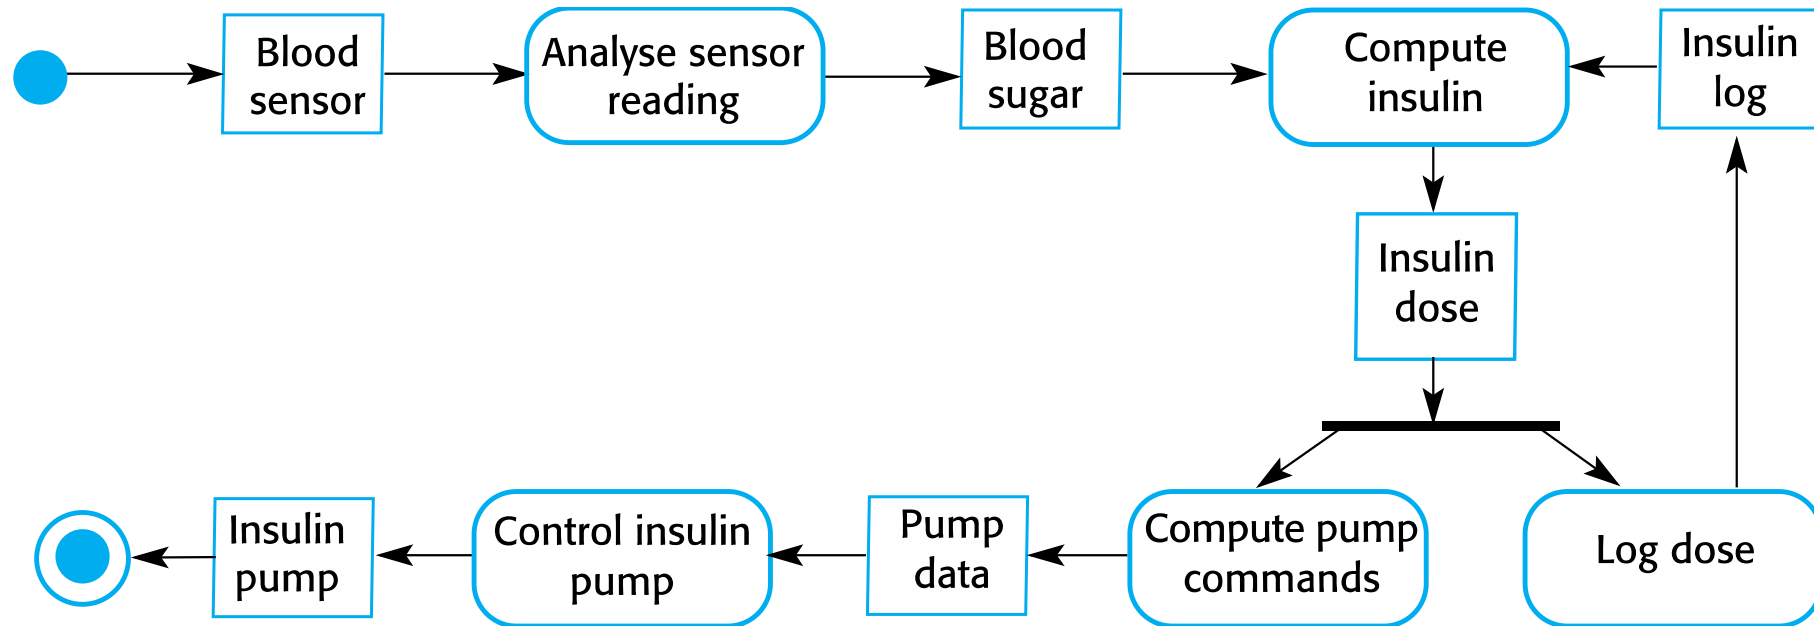 Blood
sensor
Analyse sensor
reading
Blood
sugar
Compute
insulin
Insulin
log
Insulin
dose
Insulin
pump
Control insulin
pump
Pump
data
Compute pump
commands
Log dose